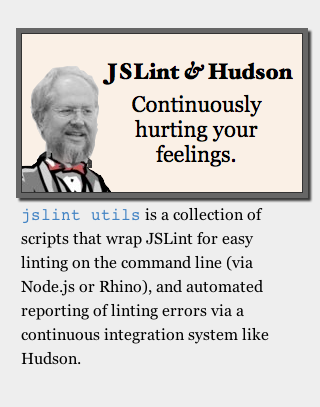 JSLint & Hudson
Continuously
hurting your
feelings.
jslint utils is a collection of
scripts that wrap JSLint for easy
linting on the command line (via
Node.js or Rhino), and automated
reporting of linting errors via a
continuous integration system like
Hudson.